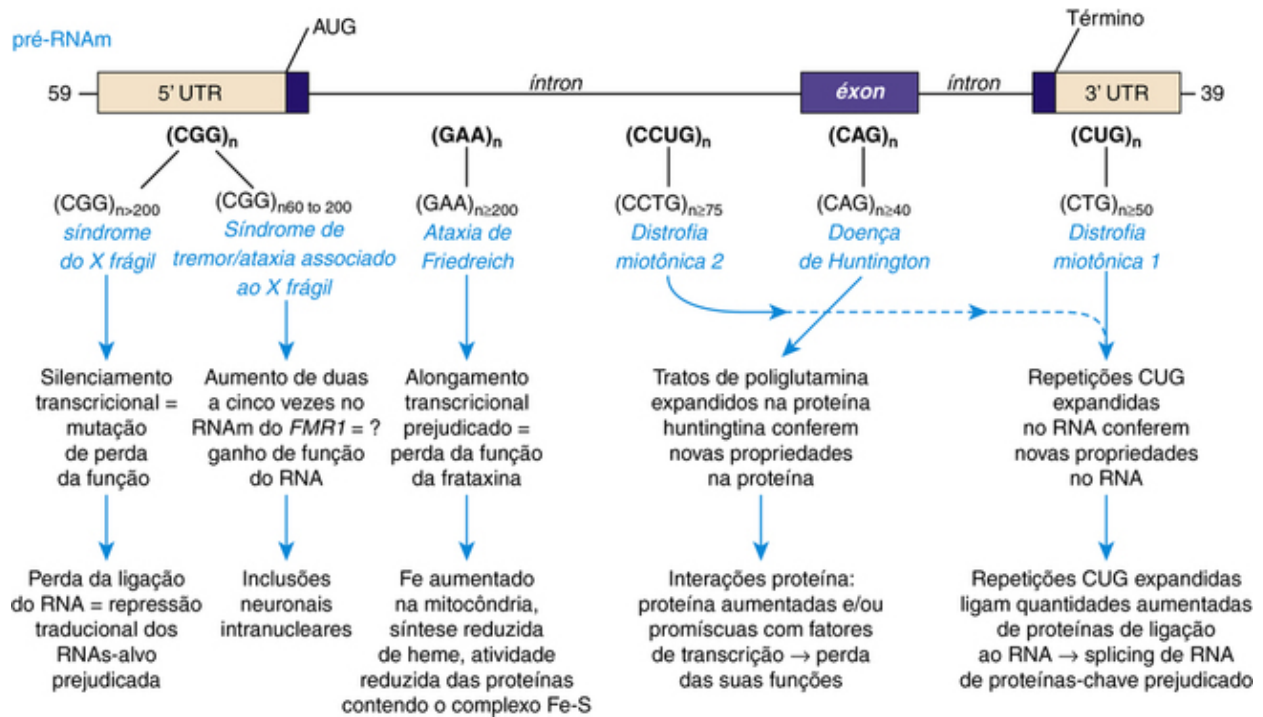 pré-RNAm
AUG
Término
59
5' UTR
íntron
éxon
íntron
3' UTR
39
(CGG)n
(GAA)n
(CCUG)n
(CAG)n
(CUG)n
(CGG)n>200
síndrome
do X frágil
(CGG)n60 to 200
Síndrome de
tremor/ataxia associado
ao X frágil
(GAA)n≥200
Ataxia de
Friedreich
(CCTG)n≥75
Distrofia
miotônica 2
(CAG)n≥40
Doença
de Huntington
(CTG)n≥50
Distrofia
miotônica 1
Silenciamento
transcricional =
mutação
de perda
da função
Aumento de duas
a cinco vezes no
RNAm do FMR1 = ?
ganho de função
do RNA
Alongamento
transcricional
prejudicado =
perda da função
da frataxina
Tratos de poliglutamina
expandidos na proteína
huntingtina conferem
novas propriedades
na proteína
Repetições CUG
expandidas
no RNA conferem
novas propriedades
no RNA
Perda da ligação
do RNA = repressão
traducional dos
RNAs-alvo
prejudicada
Inclusões
neuronais
intranucleares
Fe aumentado
na mitocôndria,
síntese reduzida
de heme, atividade
reduzida das proteínas
contendo o complexo Fe-S
Interações proteína:
proteína aumentadas e/ou
promíscuas com fatores
de transcrição → perda
das suas funções
Repetições CUG expandidas
ligam quantidades aumentadas
de proteínas de ligação
ao RNA → splicing de RNA
de proteínas-chave prejudicado